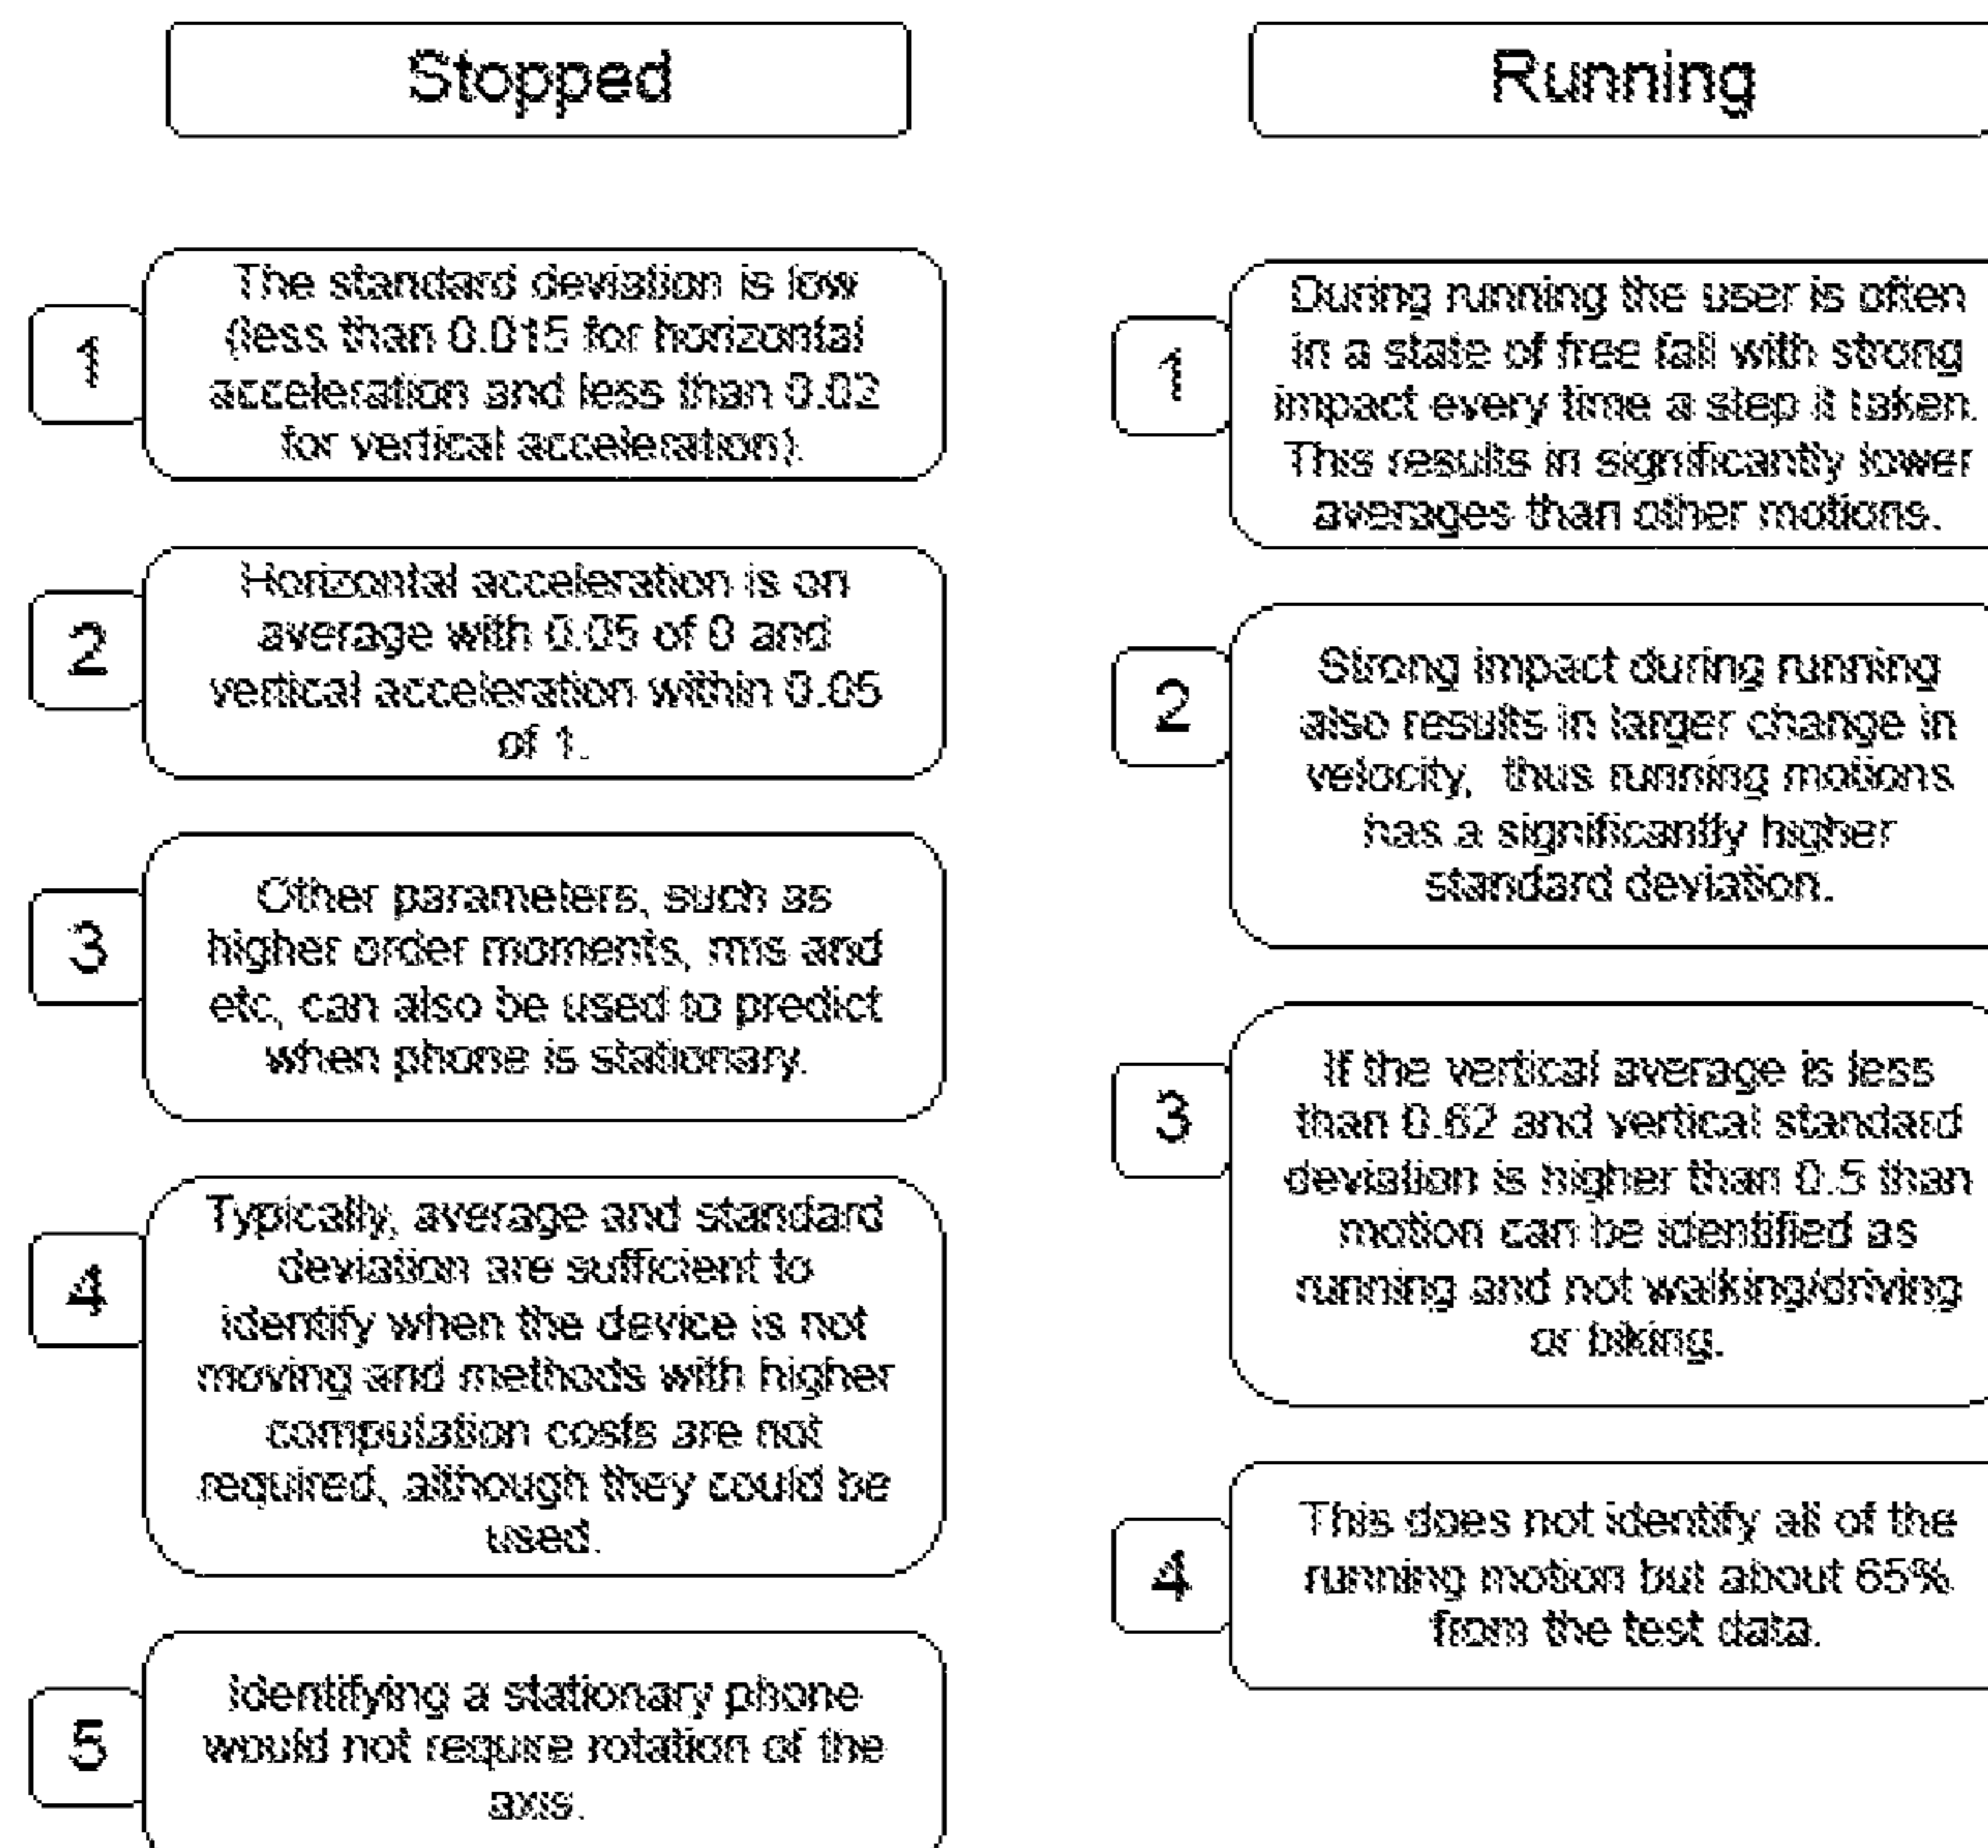 Stopped
1
The standard deviation is low
(less than 0.015 for horizontal
acceleration and less than 0.02
for vertical acceleration).
2
Horizontal acceleration is on
average with 0.05 of 0 and
vertical acceleration within 0.05
of 1.
3
Other parameters, such as
higher order moments, rms and
etc, can also be used to predict
when phone is stationary.
4
Typically, average and standard
deviation are sufficient to
identify when the device is not
moving and methods with higher
computation costs are not
required, although they could be
used.
5
Identifying a stationary phone
would not require rotation of the
axis.
Running
1
During running the user is often
in a state of free fall with strong
impact every time a step it taken.
This results in significantly lower
averages than other motions.
2
Strong impact during running
also results in larger change in
velocity, thus running motions
has a significantly higher
standard deviation.
3
If the vertical average is less
than 0.62 and vertical standard
deviation is higher than 0.5 than
motion can be identified as
running and not walking/driving
or biking.
4
This does not identify all of the
running motion but about 65%
from the test data.